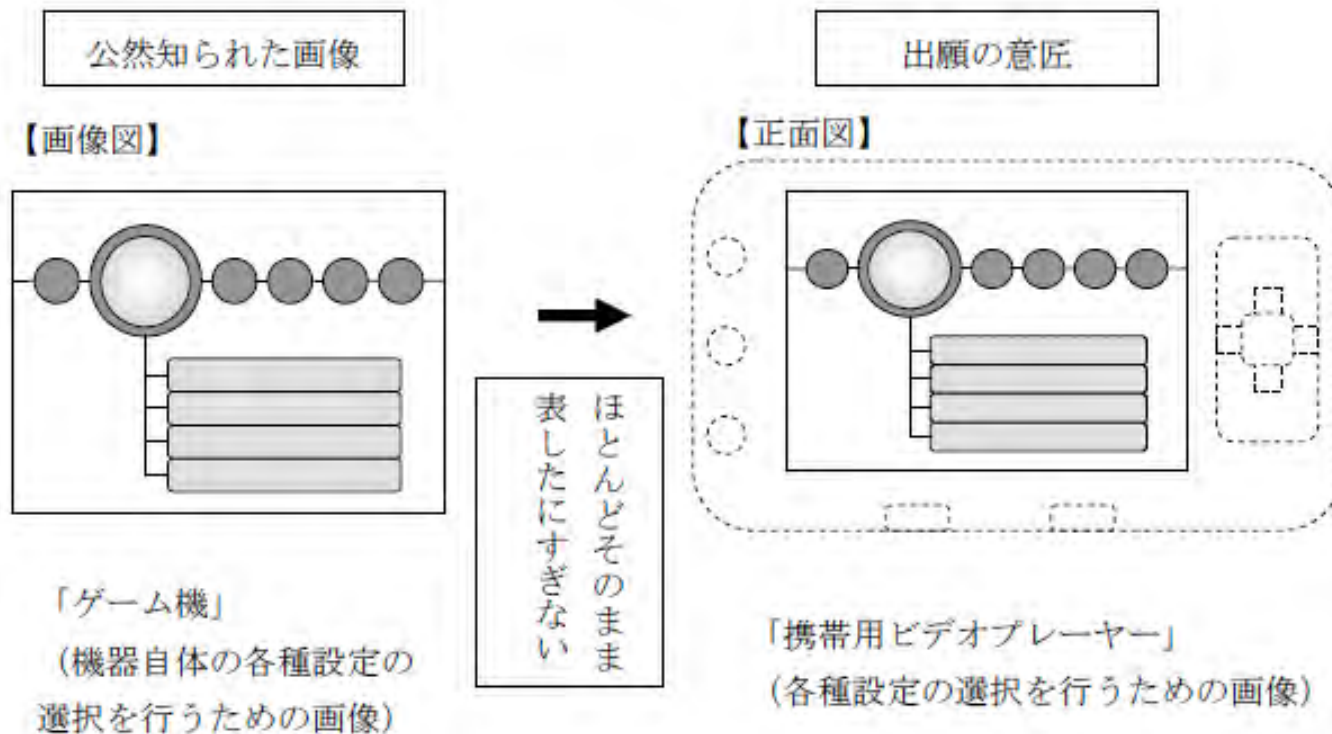 公然知られた画像
出願の意匠
【画像図】
【正面図】
ほとんどそのまま
表したにすぎない
「ゲーム機」
（機器自体の各種設定の
選択を行うための画像）
「携帯用ビデオプレーヤー」
（各種設定の選択を行うための画像）